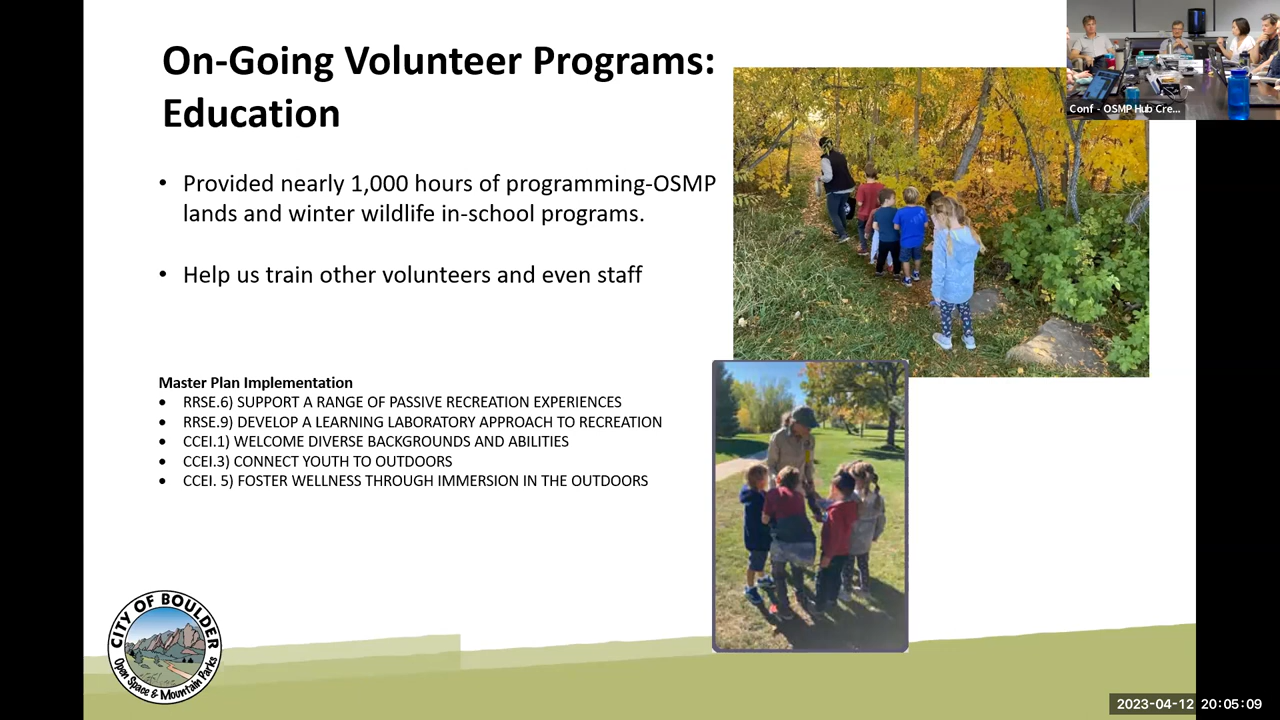 On-Going Volunteer Programs:
Education
• Provided nearly 1,000 hours of programming-OSMP
lands and winter wildlife in-school programs.
• Help us train other volunteers and even staff
Master Plan Implementation
• RRSE.6) SUPPORT A RANGE OF PASSIVE RECREATION EXPERIENCES
• RRSE.9) DEVELOP A LEARNING LABORATORY APPROACH TO RECREATION
• CCEI.1) WELCOME DIVERSE BACKGROUNDS AND ABILITIES
• CCEI.3) CONNECT YOUTH TO OUTDOORS
• CCEI. 5) FOSTER WELLNESS THROUGH IMMERSION IN THE OUTDOORS
CITY OF BOULDER
Open Space & Mountain Parks
Conf - OSMP Hub Cre...
2023-04-12 20:05:09